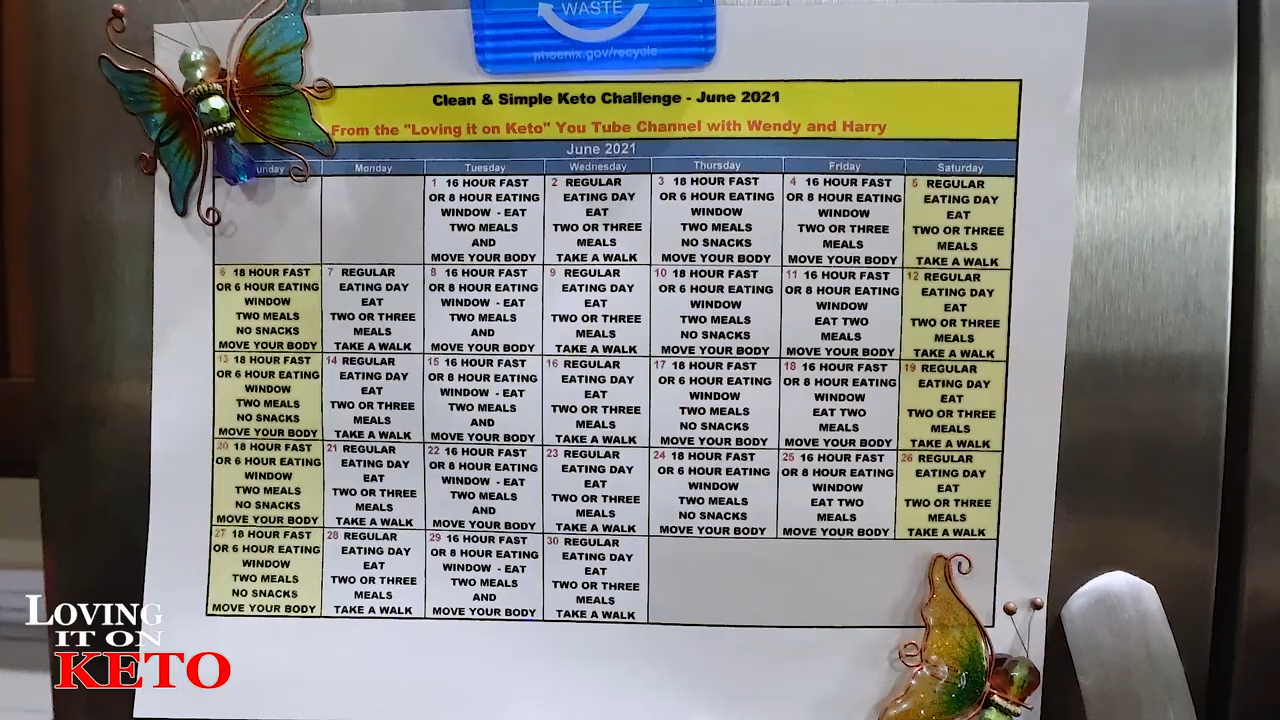 WASTE
phoenix.gov/recycle
Clean & Simple Keto Challenge - June 2021
From the "Loving it on Keto" You Tube Channel with Wendy and Harry
June 2021
unday Monday Tuesday Wednesday Thursday Friday Saturday
1 16 HOUR FAST
OR 8 HOUR EATING
WINDOW - EAT
TWO MEALS
AND
MOVE YOUR BODY
2 REGULAR
EATING DAY
EAT
TWO OR THREE
MEALS
TAKE A WALK
3 18 HOUR FAST
OR 6 HOUR EATING
WINDOW
TWO MEALS
NO SNACKS
MOVE YOUR BODY
4 16 HOUR FAST
OR 8 HOUR EATING
WINDOW
TWO OR THREE
MEALS
MOVE YOUR BODY
5 REGULAR
EATING DAY
EAT
TWO OR THREE
MEALS
TAKE A WALK
6 18 HOUR FAST
OR 6 HOUR EATING
WINDOW
TWO MEALS
NO SNACKS
MOVE YOUR BODY
7 REGULAR
EATING DAY
EAT
TWO OR THREE
MEALS
TAKE A WALK
8 16 HOUR FAST
OR 8 HOUR EATING
WINDOW - EAT
TWO MEALS
AND
MOVE YOUR BODY
9 REGULAR
EATING DAY
EAT
TWO OR THREE
MEALS
TAKE A WALK
10 18 HOUR FAST
OR 6 HOUR EATING
WINDOW
TWO MEALS
NO SNACKS
MOVE YOUR BODY
11 16 HOUR FAST
OR 8 HOUR EATING
WINDOW
EAT TWO
MEALS
MOVE YOUR BODY
12 REGULAR
EATING DAY
EAT
TWO OR THREE
MEALS
TAKE A WALK
13 18 HOUR FAST
OR 6 HOUR EATING
WINDOW
TWO MEALS
NO SNACKS
MOVE YOUR BODY
14 REGULAR
EATING DAY
EAT
TWO OR THREE
MEALS
TAKE A WALK
15 16 HOUR FAST
OR 8 HOUR EATING
WINDOW - EAT
TWO MEALS
AND
MOVE YOUR BODY
16 REGULAR
EATING DAY
EAT
TWO OR THREE
MEALS
TAKE A WALK
17 18 HOUR FAST
OR 6 HOUR EATING
WINDOW
TWO MEALS
NO SNACKS
MOVE YOUR BODY
18 16 HOUR FAST
OR 8 HOUR EATING
WINDOW
EAT TWO
MEALS
MOVE YOUR BODY
19 REGULAR
EATING DAY
EAT
TWO OR THREE
MEALS
TAKE A WALK
20 18 HOUR FAST
OR 6 HOUR EATING
WINDOW
TWO MEALS
NO SNACKS
MOVE YOUR BODY
21 REGULAR
EATING DAY
EAT
TWO OR THREE
MEALS
TAKE A WALK
22 16 HOUR FAST
OR 8 HOUR EATING
WINDOW - EAT
TWO MEALS
AND
MOVE YOUR BODY
23 REGULAR
EATING DAY
EAT
TWO OR THREE
MEALS
TAKE A WALK
24 18 HOUR FAST
OR 6 HOUR EATING
WINDOW
TWO MEALS
NO SNACKS
MOVE YOUR BODY
25 16 HOUR FAST
OR 8 HOUR EATING
WINDOW
EAT TWO
MEALS
MOVE YOUR BODY
26 REGULAR
EATING DAY
EAT
TWO OR THREE
MEALS
TAKE A WALK
27 18 HOUR FAST
OR 6 HOUR EATING
WINDOW
TWO MEALS
NO SNACKS
MOVE YOUR BODY
28 REGULAR
EATING DAY
EAT
TWO OR THREE
MEALS
TAKE A WALK
29 16 HOUR FAST
OR 8 HOUR EATING
WINDOW - EAT
TWO MEALS
AND
MOVE YOUR BODY
30 REGULAR
EATING DAY
EAT
TWO OR THREE
MEALS
TAKE A WALK
LOVING
IT ON
KETO